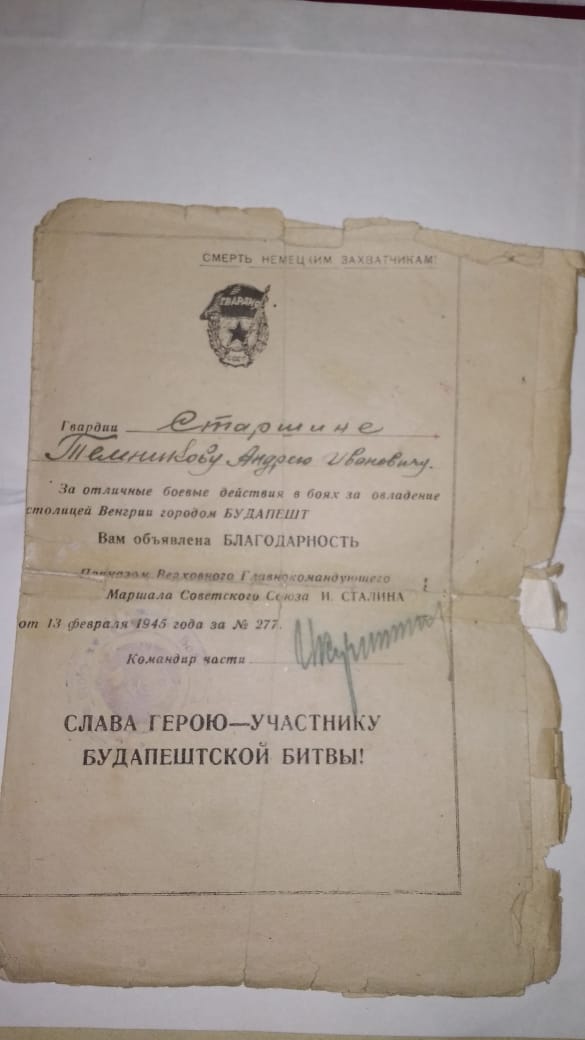 СМЕРТЬ НЕМЕЦКИМ ЗАХВАТЧИКАМ!
ГВАРДИЯ
Гвардии Старшине
Темникову Андрею Ивановичу.
За отличные боевые действия в боях за овладение
столицей Венгрии городом БУДАПЕШТ
Вам объявлена БЛАГОДАРНОСТЬ
Приказом Верховного Главнокомандующего
Маршала Советского Союза И. СТАЛИНА
от 13 февраля 1945 года за № 277.
Командир части
СЛАВА ГЕРОЮ—УЧАСТНИКУ
БУДАПЕШТСКОЙ БИТВЫ!